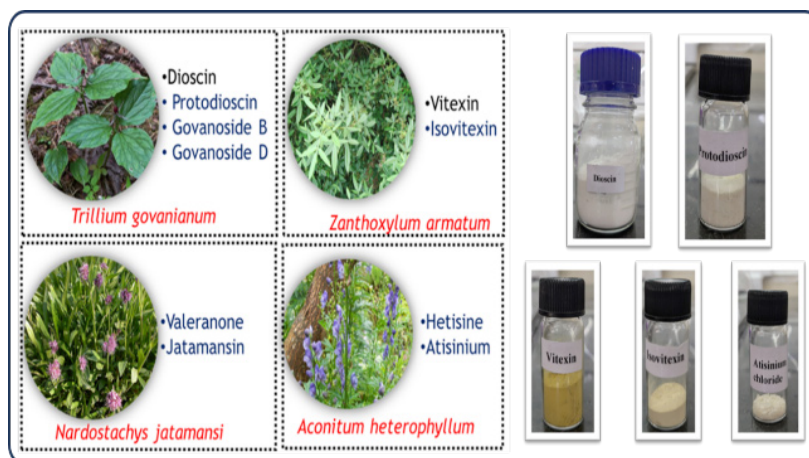 •Dioscin
•Protodioscin
•Govanoside B
•Govanoside D
Trillium govanianum
•Vitexin
•Isovitexin
Zanthoxylum armatum
•Valeranone
•Jatamansin
Nardostachys jatamansi
•Hetisine
•Atisinium
Aconitum heterophyllum
Dioscin
Protodioscin
Vitexin
Isovitexin
Atisinium
chloride